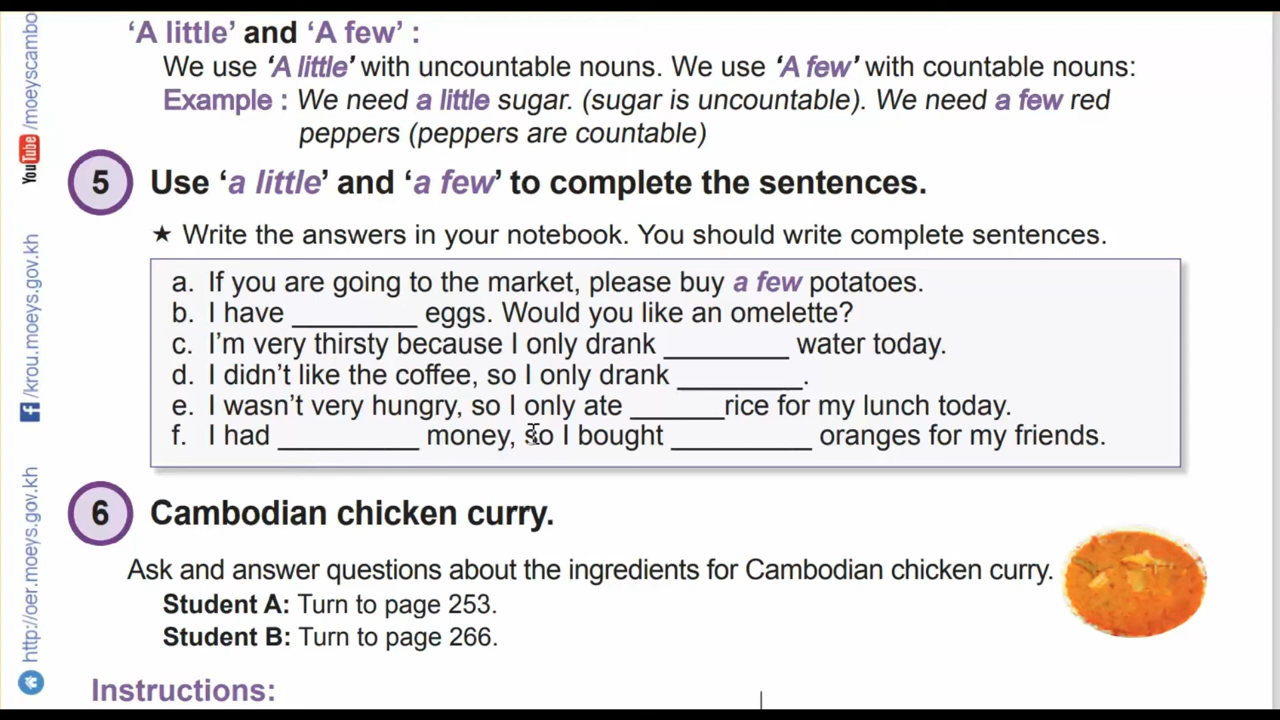 ‘A little’ and ‘A few’ :
We use ‘A little’ with uncountable nouns. We use ‘A few’ with countable nouns:
Example : We need a little sugar. (sugar is uncountable). We need a few red
peppers (peppers are countable)
5 Use ‘a little’ and ‘a few’ to complete the sentences.
★ Write the answers in your notebook. You should write complete sentences.
a. If you are going to the market, please buy a few potatoes.
b. I have ________ eggs. Would you like an omelette?
c. I’m very thirsty because I only drank ________ water today.
d. I didn’t like the coffee, so I only drank ________.
e. I wasn’t very hungry, so I only ate ______rice for my lunch today.
f. I had _________ money, so I bought _________ oranges for my friends.
6 Cambodian chicken curry.
Ask and answer questions about the ingredients for Cambodian chicken curry.
Student A: Turn to page 253.
Student B: Turn to page 266.
Instructions:
YouTube /moeyscambo
/krou.moeys.gov.kh
http://oer.moeys.gov.kh